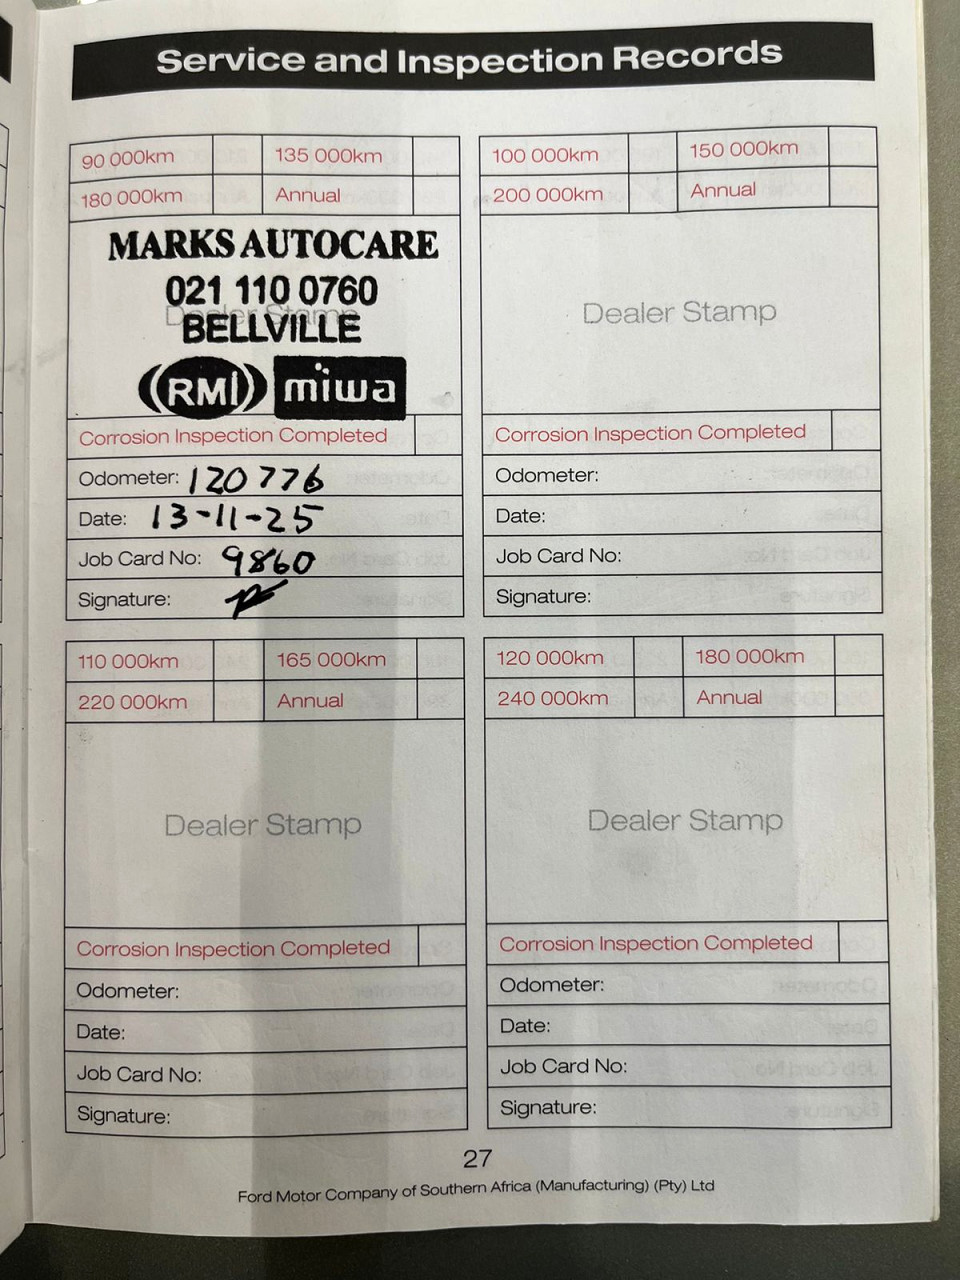 Service and Inspection Records
90 000km 135 000km
180 000km Annual
MARKS AUTOCARE
021 110 0760
Dealer Stamp
BELLVILLE
RMI miwa
Corrosion Inspection Completed
Odometer: 120 776
Date: 13-11-25
Job Card No: 9860
Signature:
100 000km 150 000km
200 000km Annual
Dealer Stamp
Corrosion Inspection Completed
Odometer:
Date:
Job Card No:
Signature:
110 000km 165 000km
220 000km Annual
Dealer Stamp
Corrosion Inspection Completed
Odometer:
Date:
Job Card No:
Signature:
120 000km 180 000km
240 000km Annual
Dealer Stamp
Corrosion Inspection Completed
Odometer:
Date:
Job Card No:
Signature:
27
Ford Motor Company of Southern Africa (Manufacturing) (Pty) Ltd